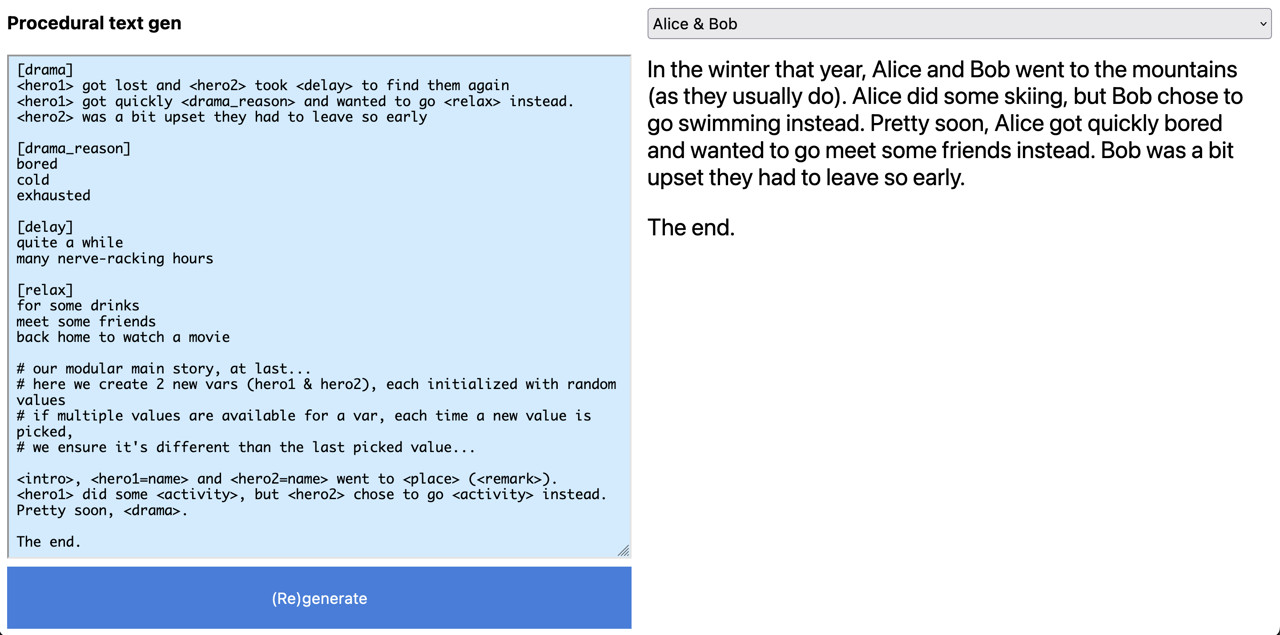 Procedural text gen
[drama]
<hero1> got lost and <hero2> took <delay> to find them again
<hero1> got quickly <drama_reason> and wanted to go <relax> instead.
<hero2> was a bit upset they had to leave so early
[drama_reason]
bored
cold
exhausted
[delay]
quite a while
many nerve-racking hours
[relax]
for some drinks
meet some friends
back home to watch a movie
# our modular main story, at last...
# here we create 2 new vars (hero1 & hero2), each initialized with random
values
# if multiple values are available for a var, each time a new value is
picked,
# we ensure it's different than the last picked value...
<intro>, <hero1=name> and <hero2=name> went to <place> (<remark>).
<hero1> did some <activity>, but <hero2> chose to go <activity> instead.
Pretty soon, <drama>.
The end.
(Re)generate
Alice & Bob
In the winter that year, Alice and Bob went to the mountains
(as they usually do). Alice did some skiing, but Bob chose to
go swimming instead. Pretty soon, Alice got quickly bored
and wanted to go meet some friends instead. Bob was a bit
upset they had to leave so early.
The end.